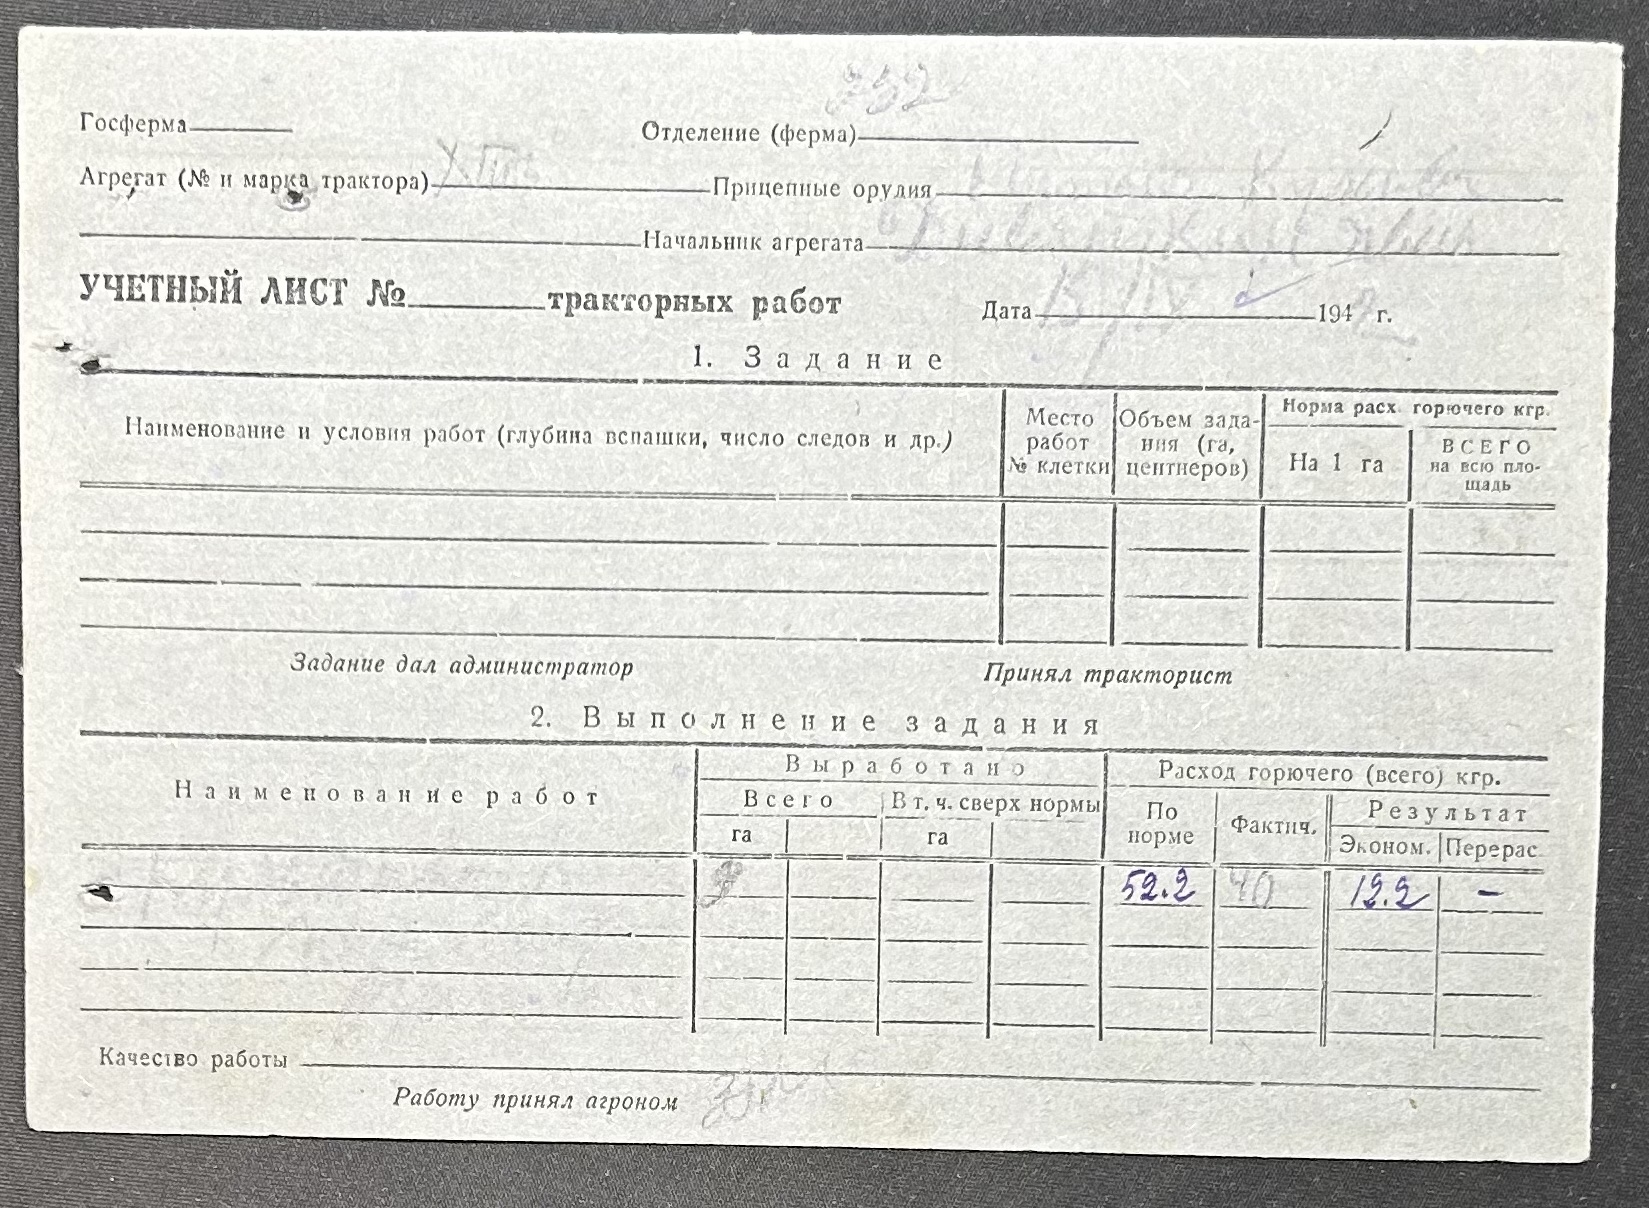 Госферма
Отделение (ферма)
Агрегат (№ и марка трактора) XTЗ
Прицепные орудия
Начальник агрегата
УЧЕТНЫЙ ЛИСТ № тракторных работ
Дата 194 г.
1. Задание
Наименование и условия работ (глубина вспашки, число следов и др.)
Место работ № клетки
Объем задания (га, центнеров)
Норма расх. горючего кгр.
На 1 га
ВСЕГО на всю площадь
Задание дал администратор
Принял тракторист
2. Выполнение задания
Наименование работ
Выработано
Расход горючего (всего) кгр.
Всего
В т. ч. сверх нормы
По норме
Фактич.
Результат
га
га
Эконом.
Перерас.
9 52.2 40 12.2 –
Качество работы
Работу принял агроном